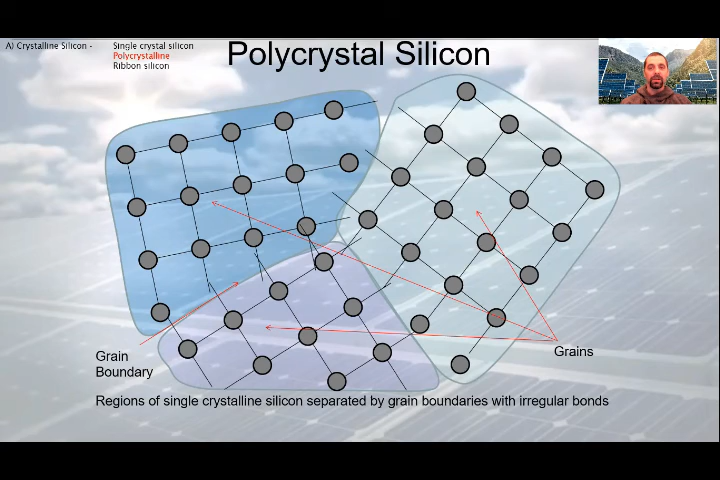 A) Crystalline Silicon -
Single crystal silicon
Polycrystalline
Ribbon silicon
Polycrystal Silicon
Grains
Grain
Boundary
Regions of single crystalline silicon separated by grain boundaries with irregular bonds